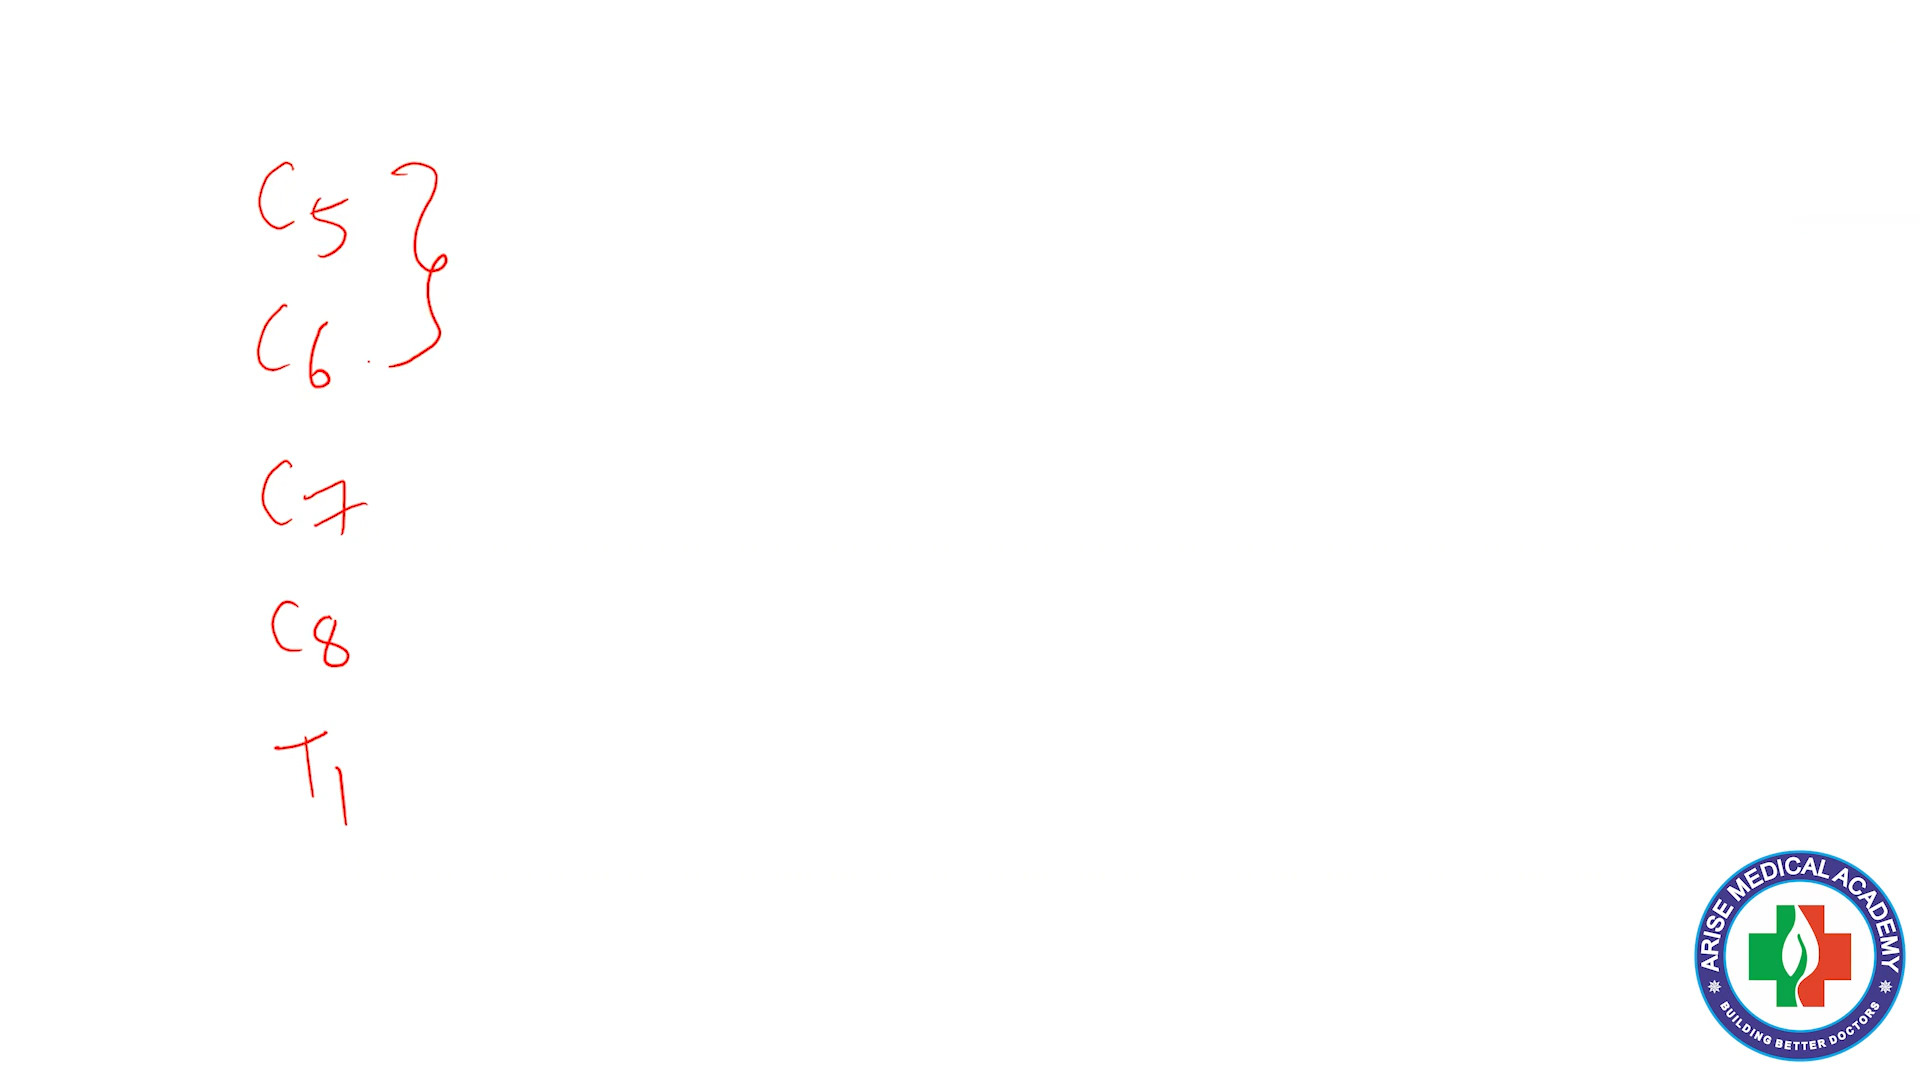 C5
C6
C7
C8
T1
ARISE MEDICAL ACADEMY
BUILDING BETTER DOCTORS